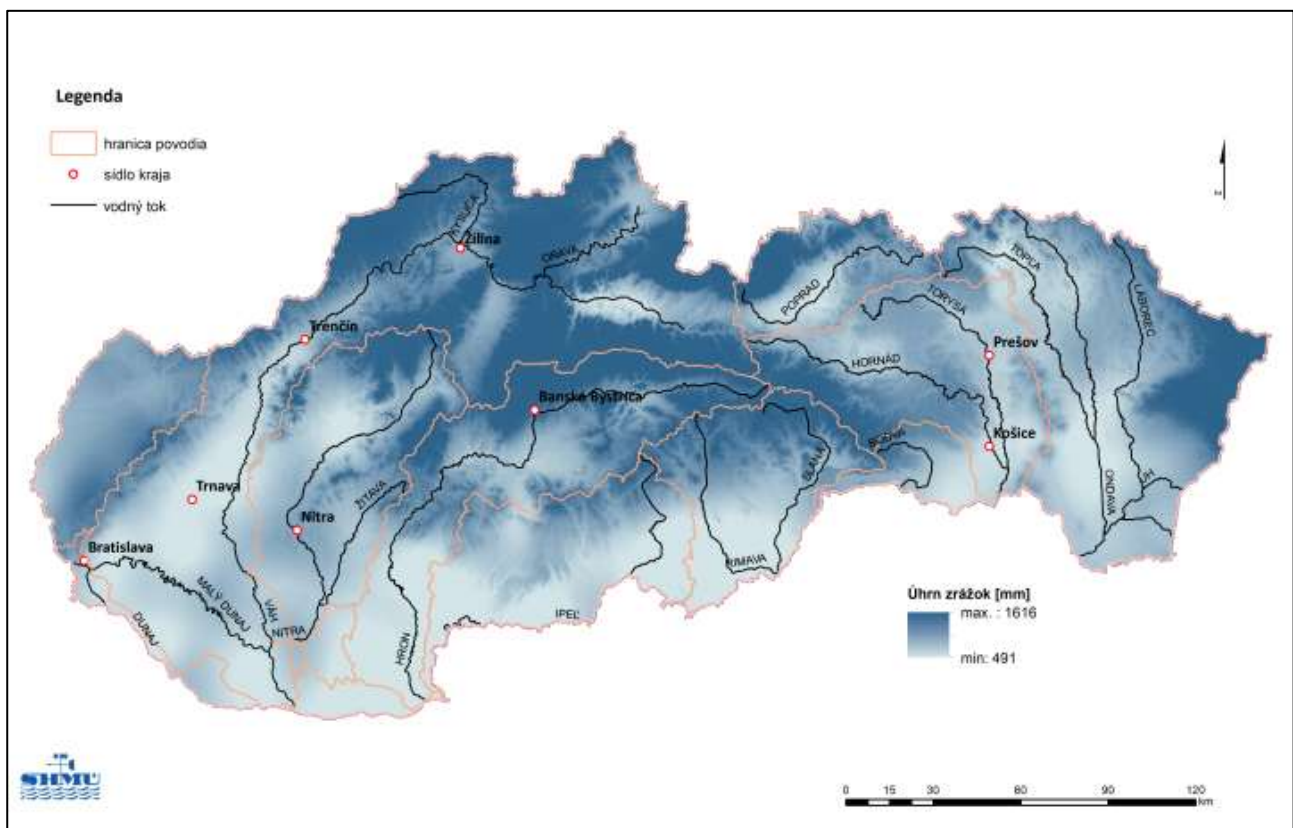 Legenda
hranica povodia
sídlo kraja
vodný tok
KYSUCA
Žilina
ORAVA
POPRAD
TOPĽA
TORYSA
LABOREC
Trenčín
Prešov
HORNÁD
Banská Bystrica
Košice
BODVA
SLANÁ
Trnava
ŽITAVA
Nitra
ONDAVA
UH
Bratislava
RIMAVA
MALÝ DUNAJ
VÁH
DUNAJ
NITRA
HRON
IPEĽ
Úhrn zrážok [mm]
max. : 1616
min: 491
SHMÚ
0 15 30 60 90 120
km